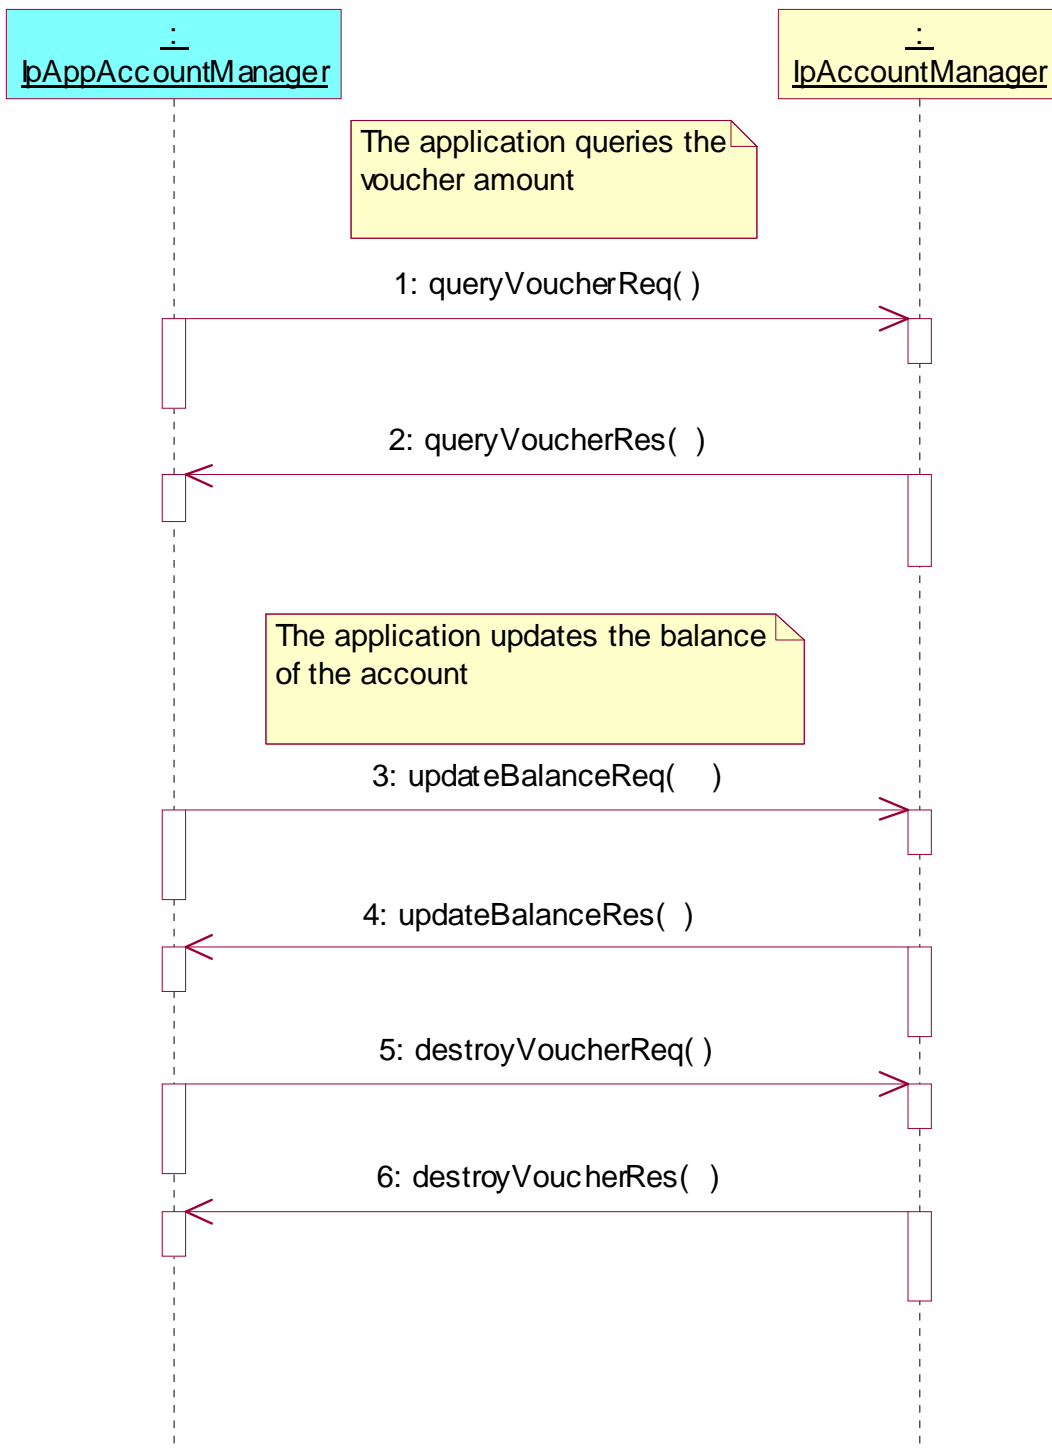 :
IpAppAccountManager
:
IpAccountManager
The application queries the
voucher amount
1: queryVoucherReq( )
2: queryVoucherRes( )
The application updates the balance
of the account
3: updateBalanceReq( )
4: updateBalanceRes( )
5: destroyVoucherReq( )
6: destroyVoucherRes( )